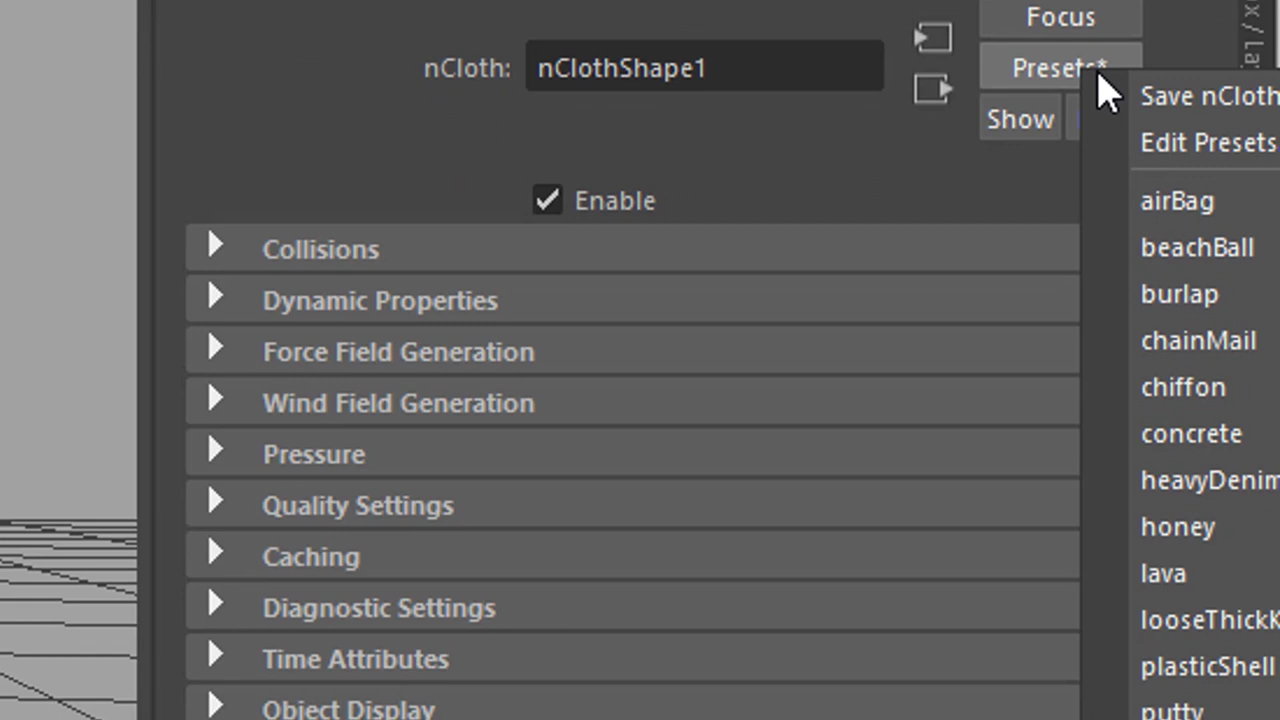 Focus
nCloth: nClothShape1
Presets*
Show
Save nCloth
Edit Presets
Enable
airBag
beachBall
burlap
chainMail
chiffon
concrete
heavyDenim
honey
lava
looseThickK
plasticShell
putty
Collisions
Dynamic Properties
Force Field Generation
Wind Field Generation
Pressure
Quality Settings
Caching
Diagnostic Settings
Time Attributes
Object Display